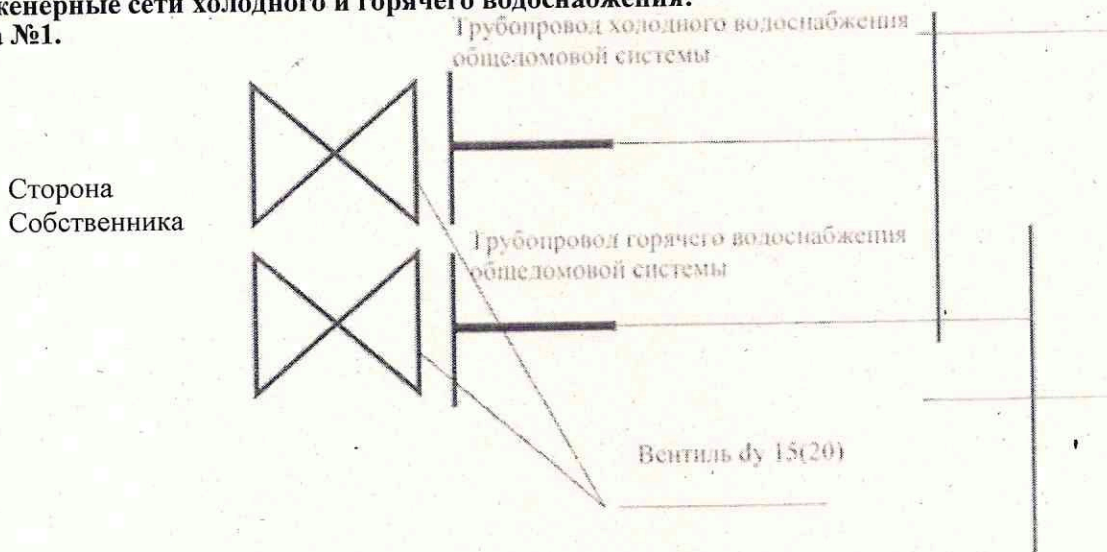 женерные сети холодного и горячего водоснабжения.
а №1.
Трубопровод холодного водоснабжения
общедомовой системы
Сторона
Собственника
Трубопровод горячего водоснабжения
общедомовой системы
Вентиль dy 15(20)